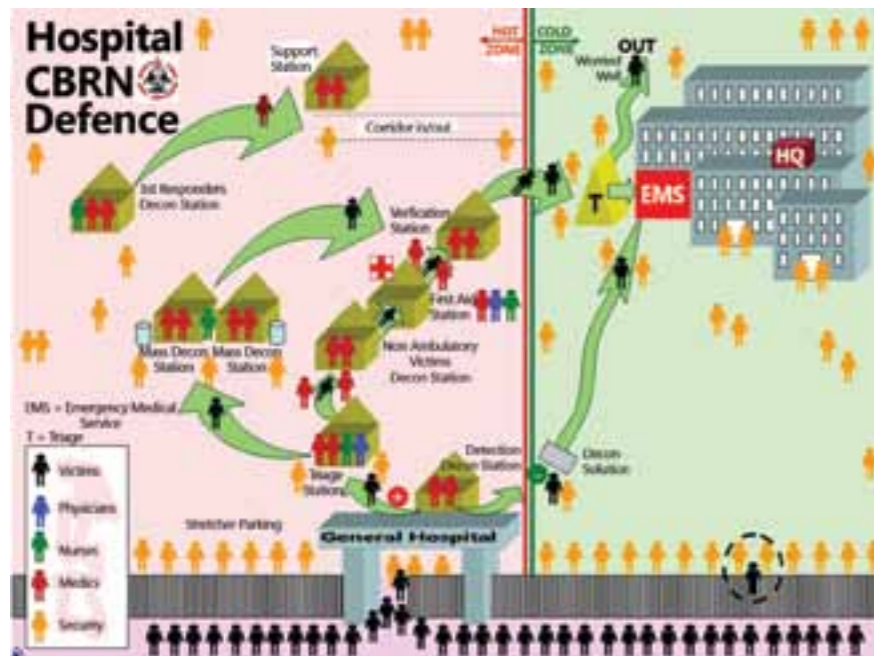 Hospital
CBRN
Defence
Support
Station
HOT
ZONE
COLD
ZONE
OUT
Worried
Well
Corridor in/out
HQ
1st Responders
Decon Station
T
EMS
Verification
Station
First Aid
Station
Mass Decon
Station
Mass Decon
Station
Non Ambulatory
Victims
Decon Station
EMS = Emergency Medical
Service
T = Triage
Triage
Station
Detection
Decon Station
Decon
Solution
Victims
Physicians
Nurses
Medics
Security
Stretcher Parking
General Hospital